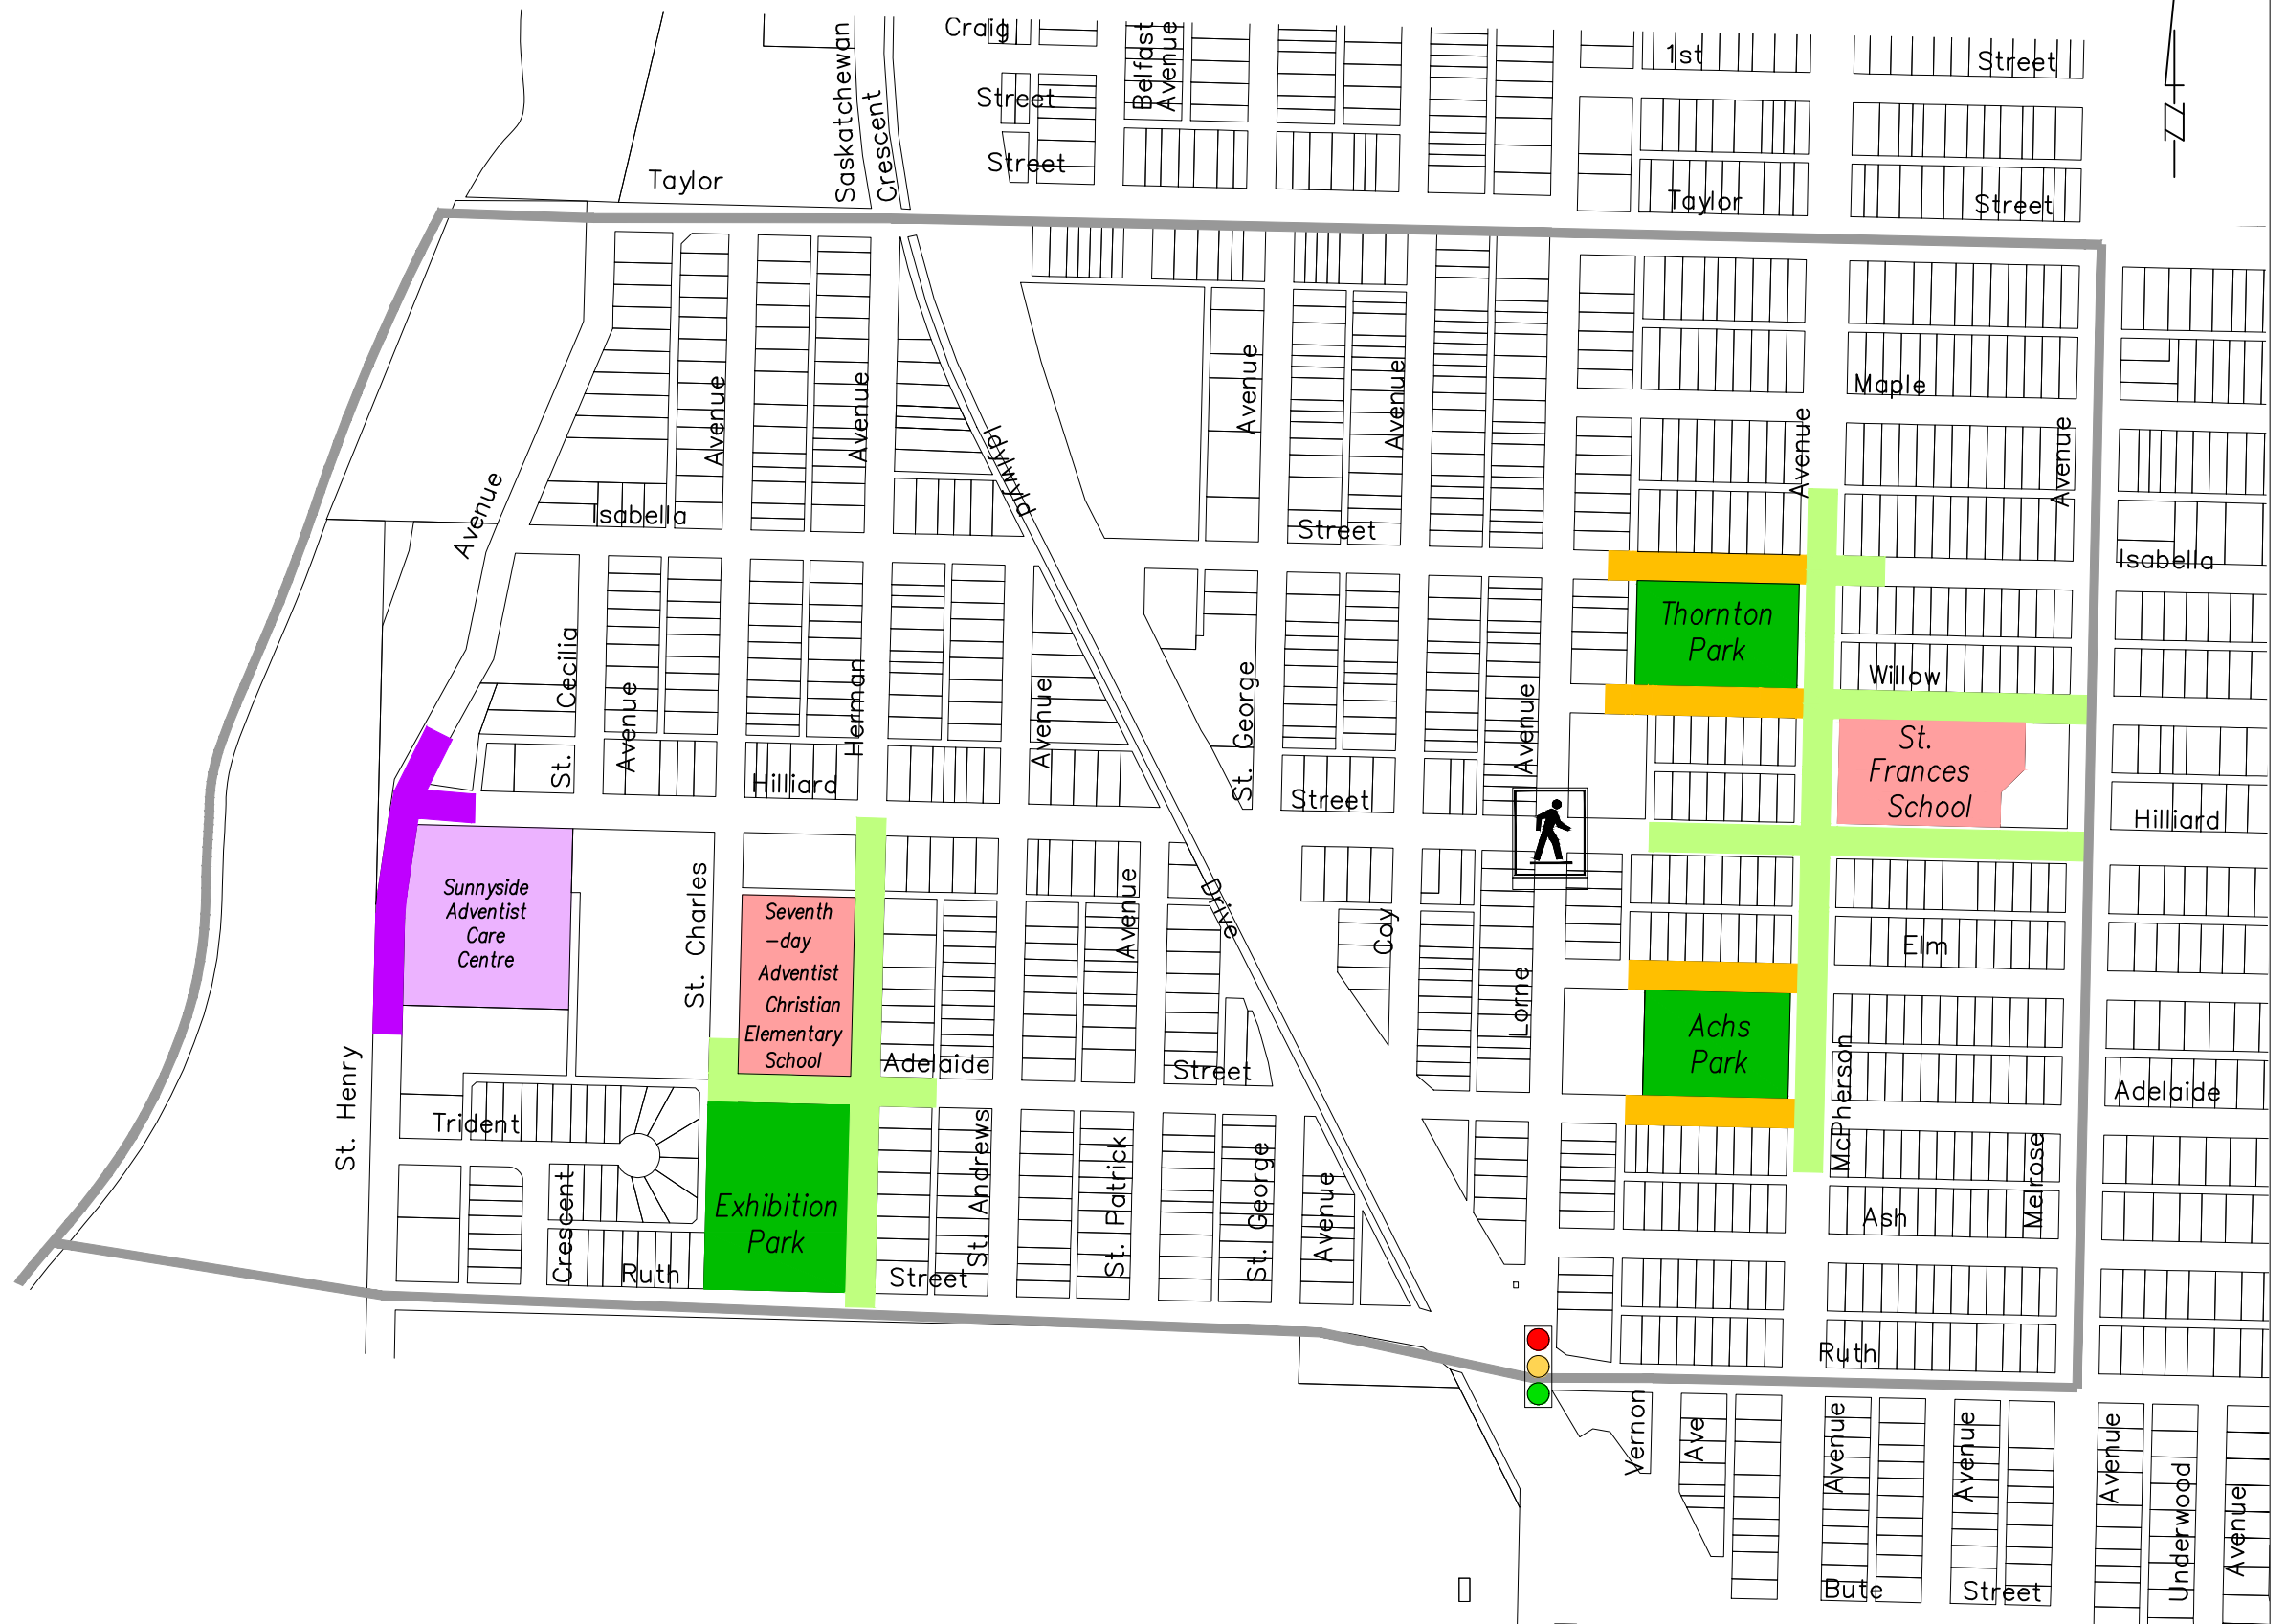 Craig
Saskatchewan
Crescent
Belfast
Avenue
1st
Street
Street
Street
Taylor
Taylor
Street
Avenue
Avenue
Avenue
Avenue
Maple
Avenue
Avenue
Avenue
Idylwyld
Isabella
Street
Isabella
Thornton
Park
Willow
St. Cecilia
Avenue
Herman
Avenue
St. George
Avenue
St.
Frances
School
Hilliard
Street
Hilliard
Sunnyside
Adventist
Care
Centre
St. Charles
Seventh
-day
Adventist
Christian
Elementary
School
Avenue
Drive
Coy
Lorne
Elm
Achs
Park
McPherson
Adelaide
Street
Adelaide
St. Henry
Trident
Crescent
Exhibition
Park
St. Andrews
St. Patrick
St. George
Avenue
Ash
Melrose
Ruth
Street
Ruth
Vernon
Ave
Avenue
Avenue
Avenue
Underwood
Avenue
Bute
Street
N